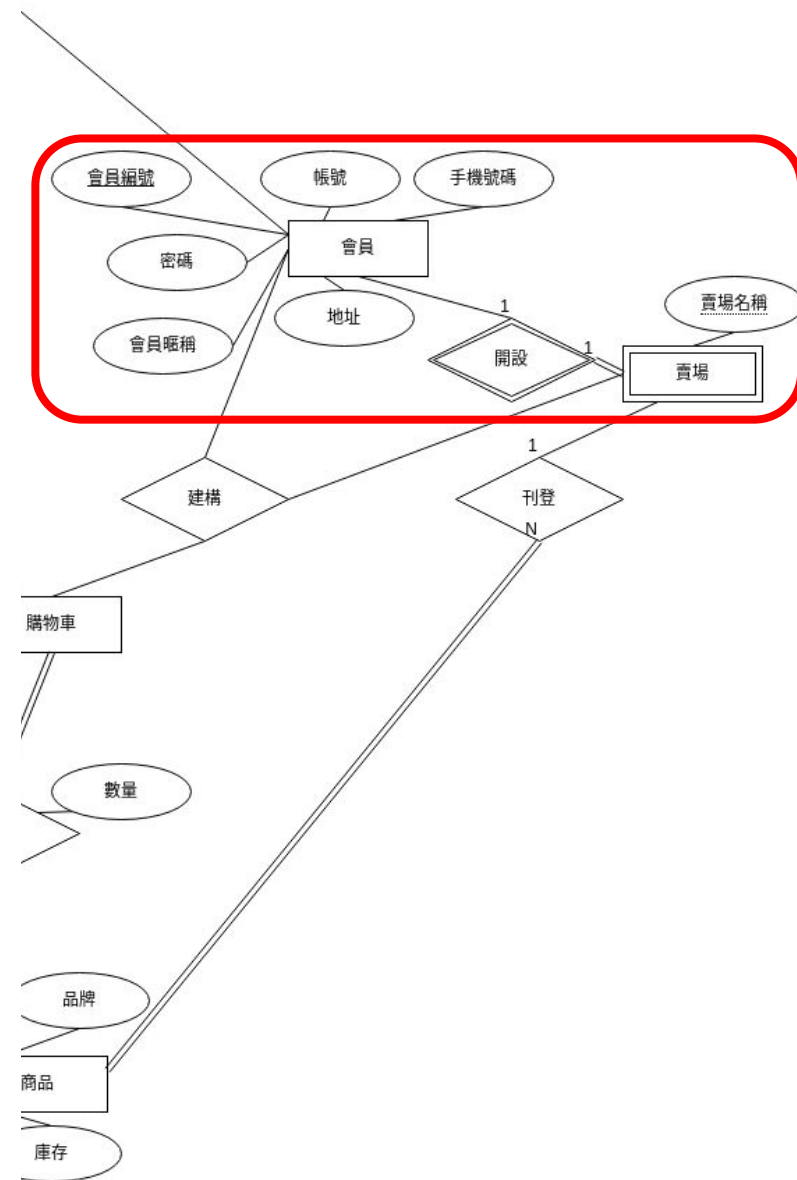 會員編號
帳號
手機號碼
密碼
會員
會員暱稱
地址
1
開設
1
賣場名稱
賣場
建構
1
刊登
N
購物車
數量
品牌
商品
庫存